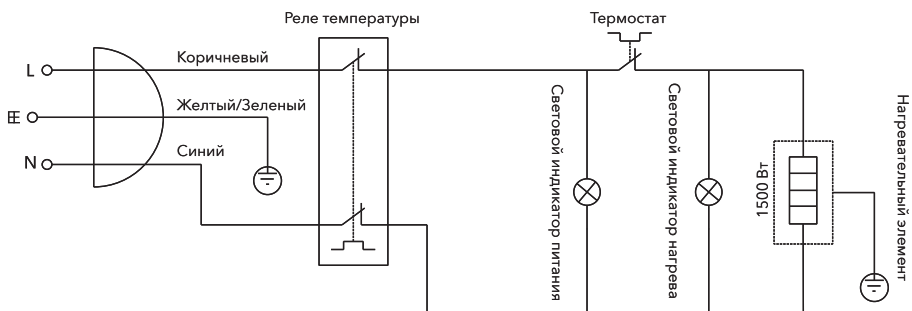 Реле температуры
Термостат
L
Коричневый
Желтый/Зеленый
N
Синий
Световой индикатор питания
Световой индикатор нагрева
1500 Вт
Нагревательный элемент